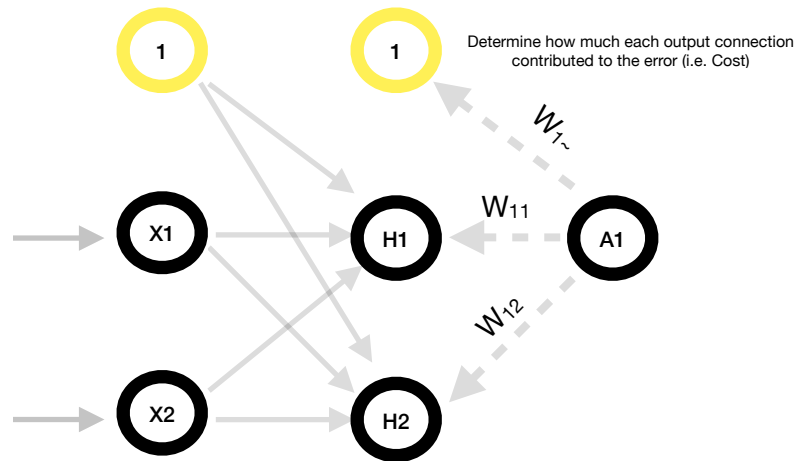 1
1
Determine how much each output connection
contributed to the error (i.e. Cost)
W1~
X1
W11
H1
A1
W12
X2
H2